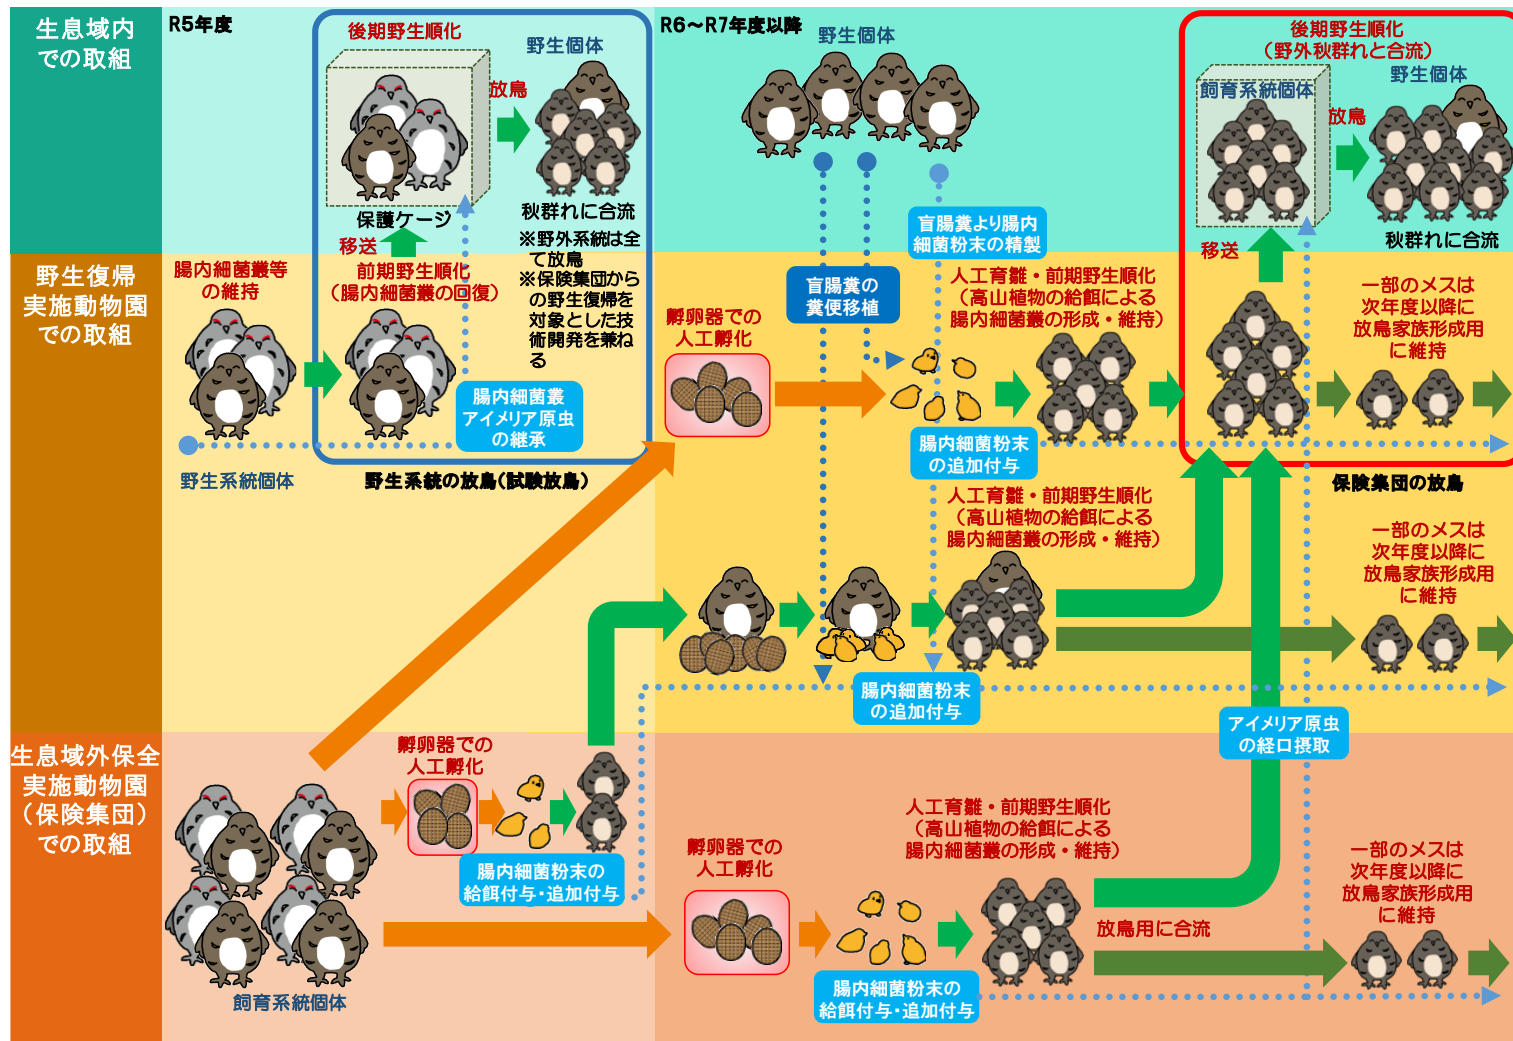 生息域内
での取組
R5年度
後期野生順化
野生個体
放鳥
保護ケージ
秋群れに合流
※野外系統は全
て放鳥
※保険集団から
の野生復帰を
対象とした技
術開発を兼ね
る
移送
R6～R7年度以降
野生個体
盲腸糞より腸内
細菌粉末の精製
後期野生順化
（野外秋群れと合流）
飼育系統個体
野生個体
放鳥
秋群れに合流
移送
野生復帰
実施動物園
での取組
腸内細菌叢等
の維持
前期野生順化
（腸内細菌叢の回復）
腸内細菌叢
アイメリア原虫
の継承
野生系統個体
野生系統の放鳥（試験放鳥）
盲腸糞の
糞便移植
孵卵器での
人工孵化
人工育雛・前期野生順化
（高山植物の給餌による
腸内細菌叢の形成・維持）
腸内細菌粉末
の追加付与
一部のメスは
次年度以降に
放鳥家族形成用
に維持
保険集団の放鳥
人工育雛・前期野生順化
（高山植物の給餌による
腸内細菌叢の形成・維持）
一部のメスは
次年度以降に
放鳥家族形成用
に維持
腸内細菌粉末
の追加付与
アイメリア原虫
の経口摂取
生息域外保全
実施動物園
（保険集団）
での取組
孵卵器での
人工孵化
腸内細菌粉末の
給餌付与・追加付与
飼育系統個体
孵卵器での
人工孵化
人工育雛・前期野生順化
（高山植物の給餌による
腸内細菌叢の形成・維持）
腸内細菌粉末の
給餌付与・追加付与
放鳥用に合流
一部のメスは
次年度以降に
放鳥家族形成用
に維持